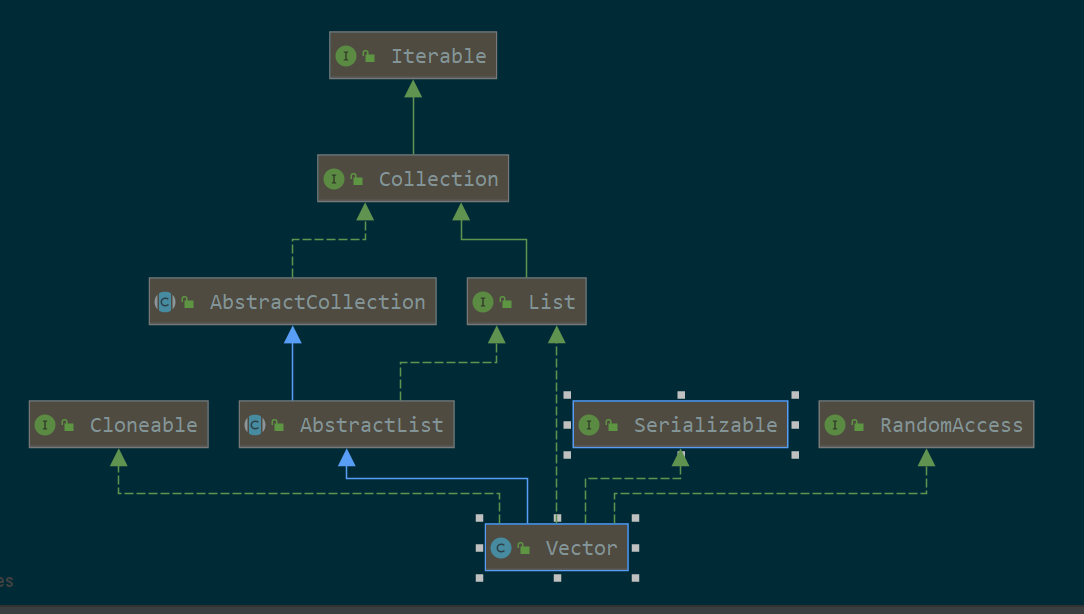 I Iterable
I Collection
C AbstractCollection
I List
I Cloneable
C AbstractList
I Serializable
I RandomAccess
C Vector
es